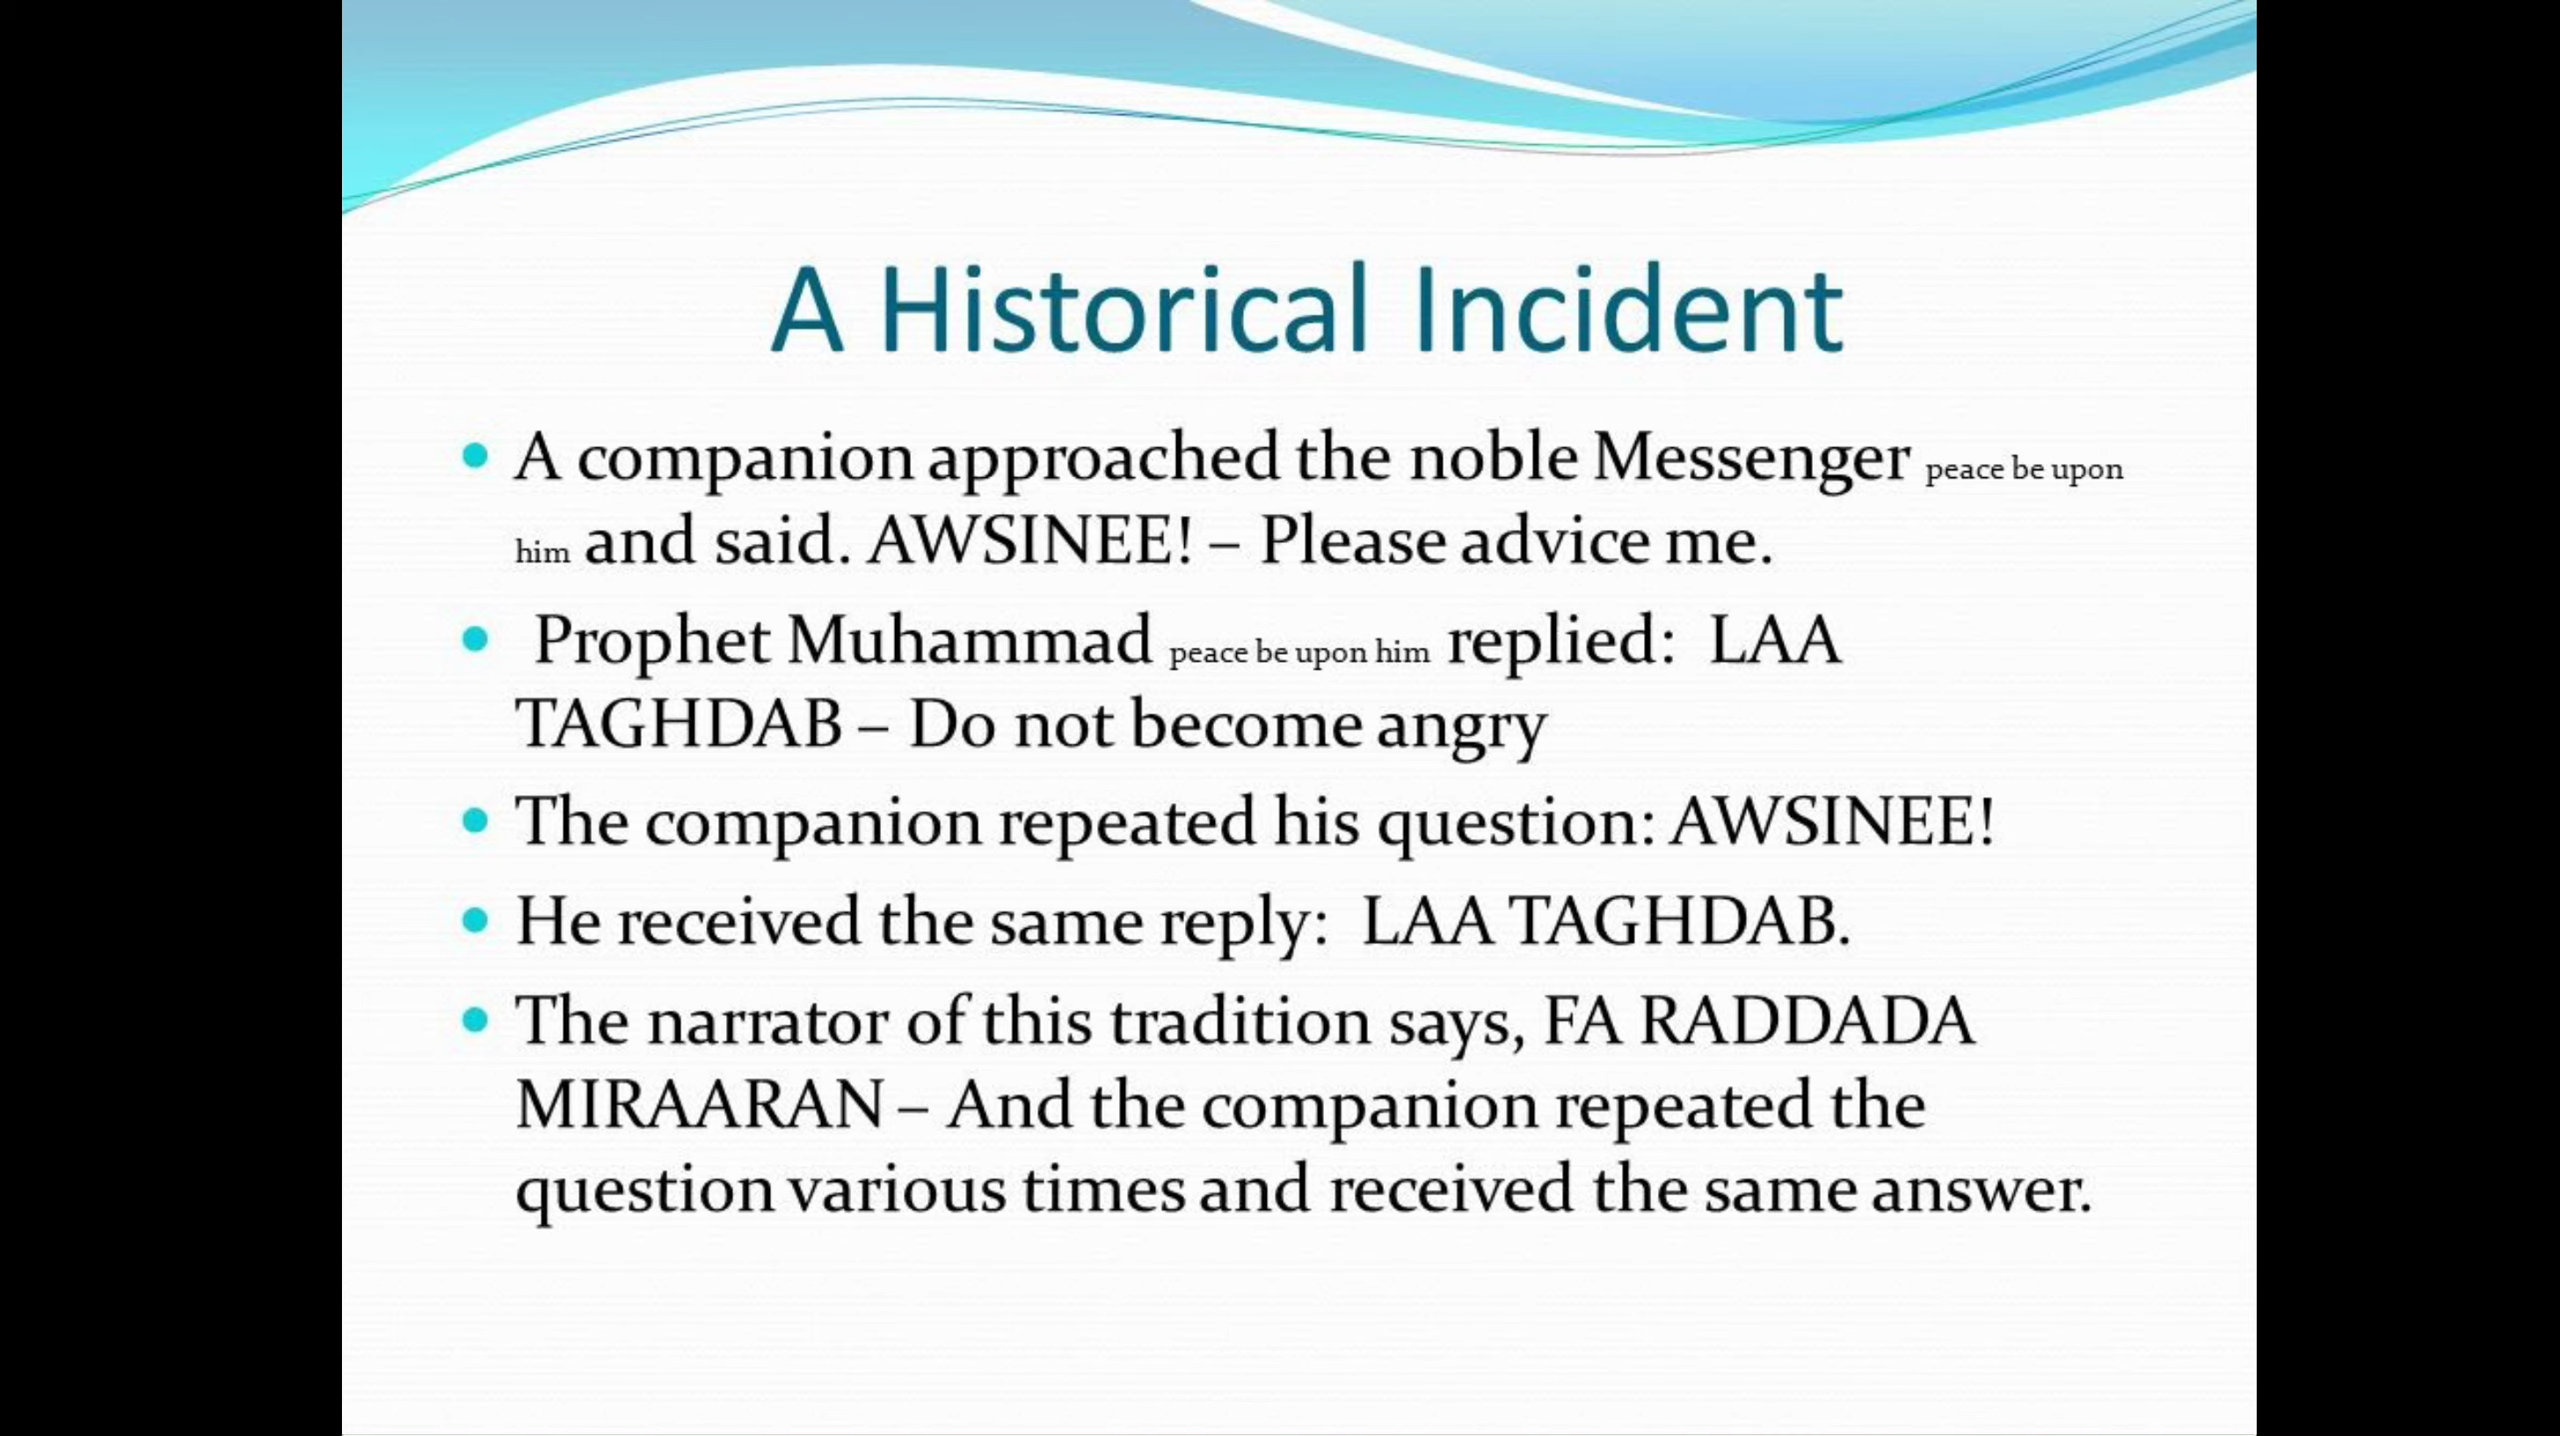 A Historical Incident
• A companion approached the noble Messenger peace be upon
him and said. AWSINEE! – Please advice me.
• Prophet Muhammad peace be upon him replied: LAA
TAGHDAB – Do not become angry
• The companion repeated his question: AWSINEE!
• He received the same reply: LAA TAGHDAB.
• The narrator of this tradition says, FA RADDADA
MIRAARAN – And the companion repeated the
question various times and received the same answer.